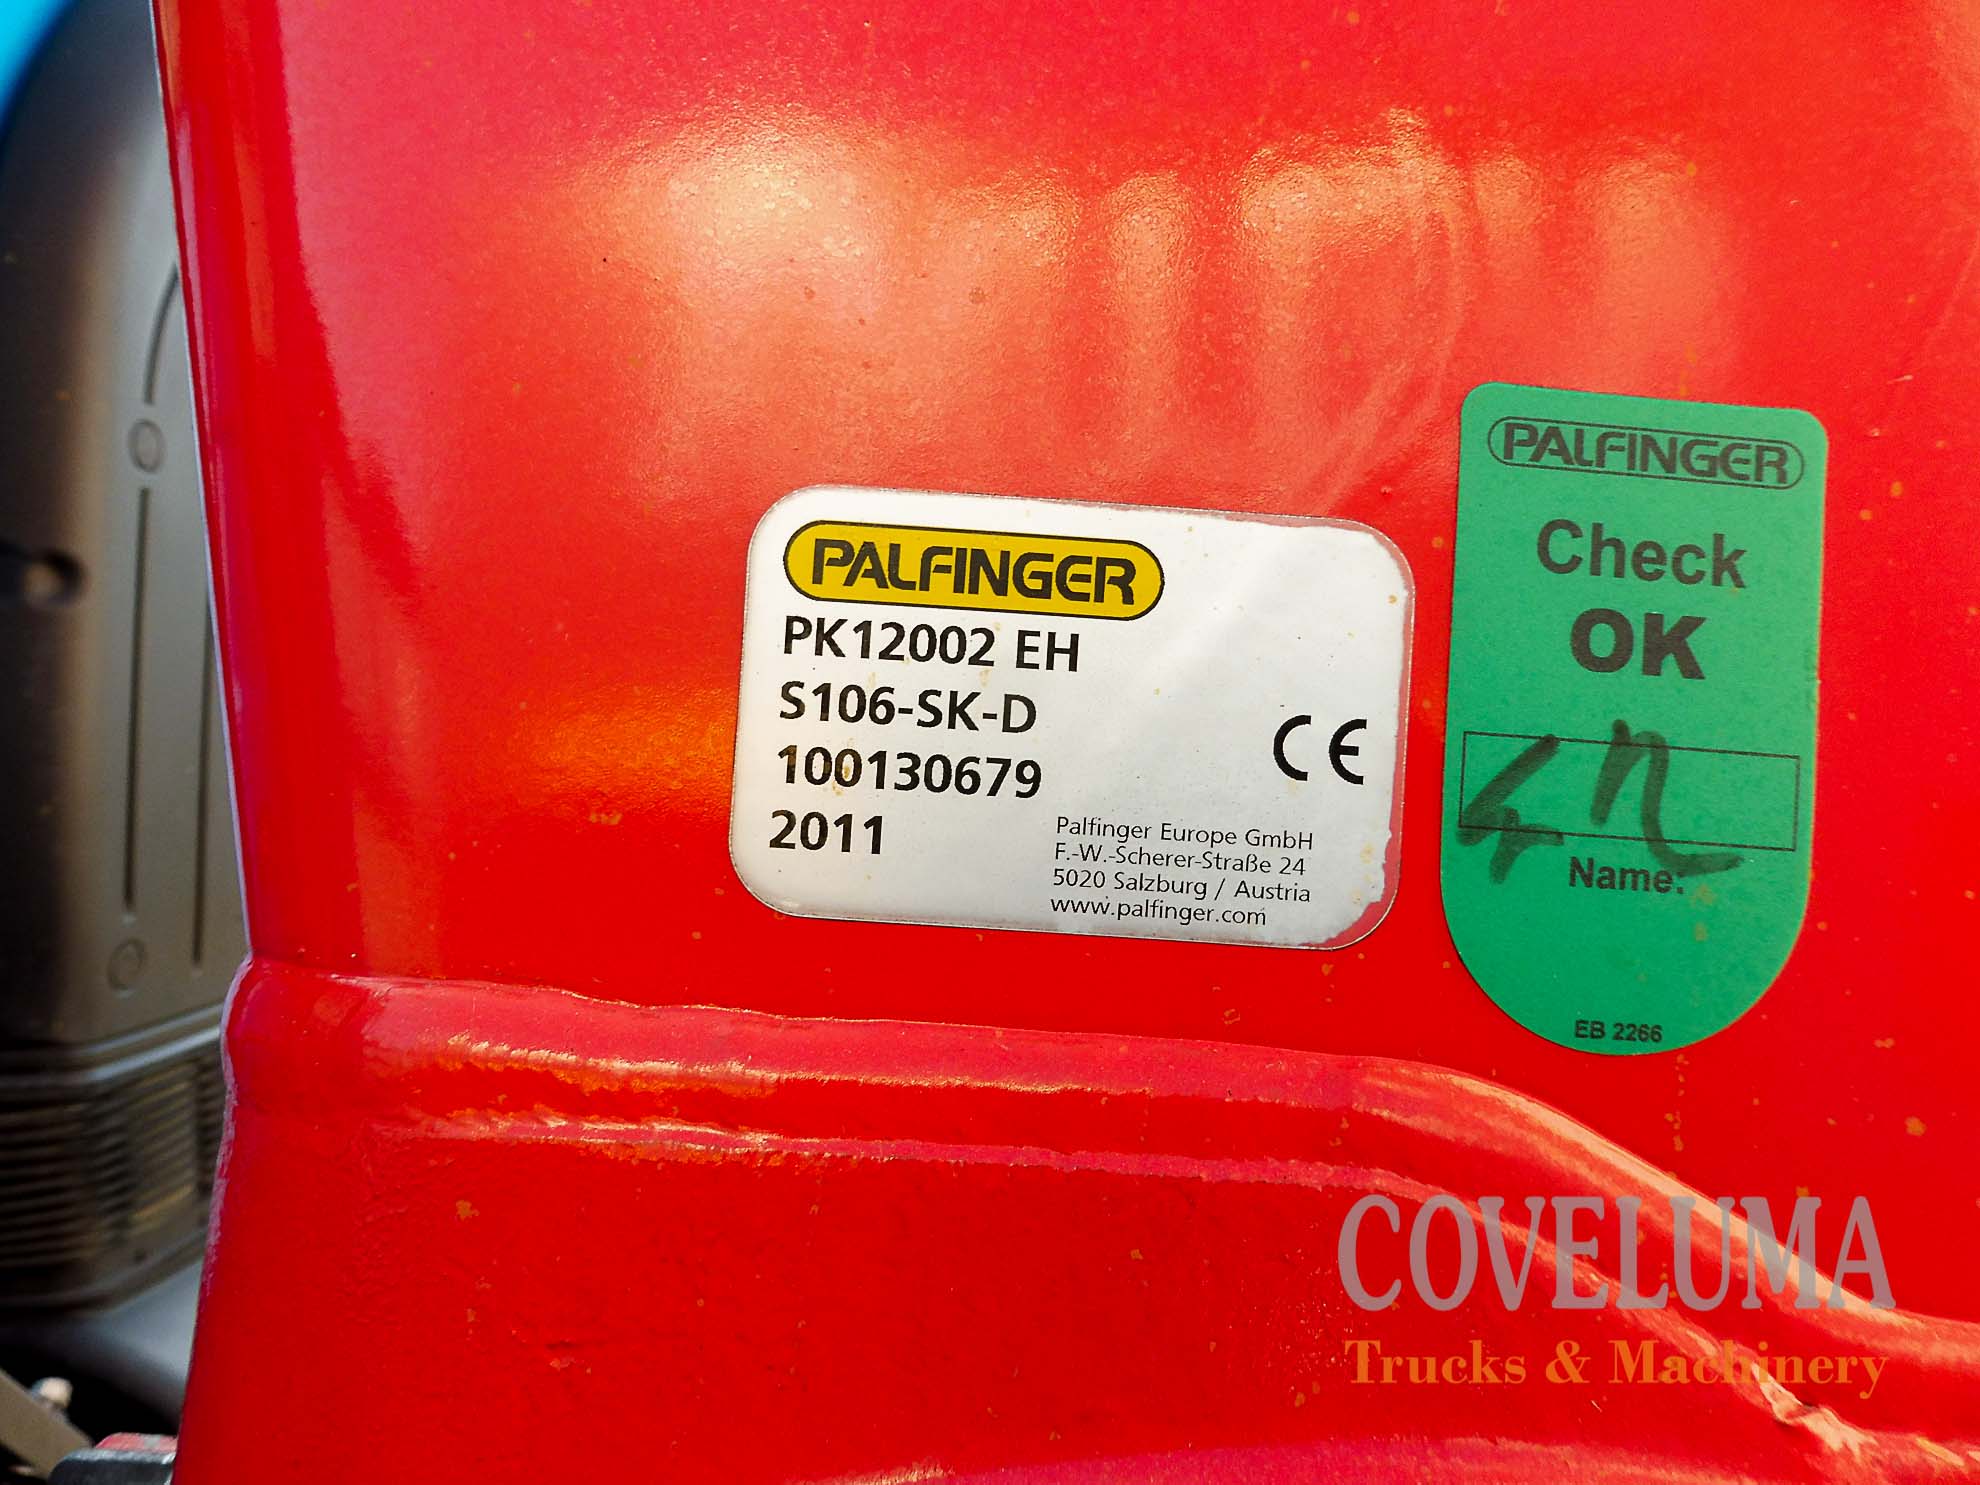 PALFINGER
PK12002 EH
S106-SK-D
100130679
2011
CE
Palfinger Europe GmbH
F.-W.-Scherer-Straße 24
5020 Salzburg / Austria
www.palfinger.com
PALFINGER
Check
OK
Name:
EB 2266
COVELUMA
Trucks & Machinery